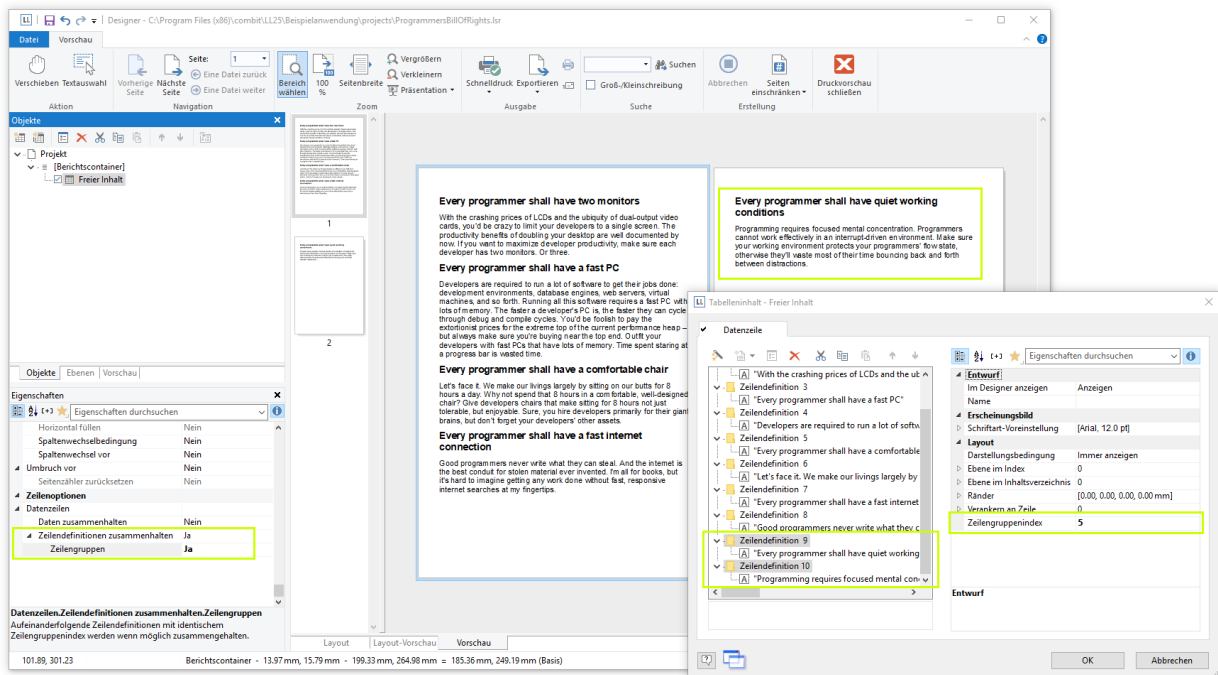 Designer - C:\Program Files (x86)\combit\LL25\Beispielanwendung\projects\ProgrammersBillOfRights.lsr
Datei
Vorschau
Verschieben
Textauswahl
Aktion
Vorherige Seite
Nächste Seite
Seite:
1
Eine Datei zurück
Eine Datei weiter
Navigation
Bereich wählen
100 %
Seitenbreite
Vergrößern
Verkleinern
Präsentation
Zoom
Schnelldruck
Exportieren
Ausgabe
Suchen
Groß-/Kleinschreibung
Suche
Abbrechen
Seiten einschränken
Erstellung
Druckvorschau schließen
Objekte
Projekt
[Berichtscontainer]
Freier Inhalt
Objekte
Ebenen
Vorschau
Eigenschaften
Eigenschaften durchsuchen
Horizontal füllen Nein
Spaltenwechselbedingung Nein
Spaltenwechsel vor Nein
Umbruch vor Nein
Seitenzähler zurücksetzen Nein
Zeilenoptionen
Datenzeilen
Daten zusammenhalten Nein
Zeilendefinitionen zusammenhalten Ja
Zeilengruppen Ja
Datenzeilen.Zeilendefinitionen zusammenhalten.Zeilengruppen
Aufeinanderfolgende Zeilendefinitionen mit identischem
Zeilengruppenindex werden wenn möglich zusammengehalten.
1
2
Every programmer shall have two monitors
With the crashing prices of LCDs and the ubiquity of dual-output video
cards, you'd be crazy to limit your developers to a single screen. The
productivity benefits of doubling your desktop are well documented by
now. If you want to maximize developer productivity, make sure each
developer has two monitors. Or three.
Every programmer shall have a fast PC
Developers are required to run a lot of software to get their jobs done:
development environments, database engines, web servers, virtual
machines, and so forth. Running all this software requires a fast PC with
lots of memory. The faster a developer's PC is, the faster they can cycle
through debug and compile cycles. You'd be foolish to pay the
extortionist prices for the extreme top of the current performance heap –
but always make sure you're buying near the top end. Outfit your
developers with fast PCs that have lots of memory. Time spent staring at
a progress bar is wasted time.
Every programmer shall have a comfortable chair
Let's face it. We make our livings largely by sitting on our butts for 8
hours a day. Why not spend that 8 hours in a comfortable, well-designed
chair? Give developers chairs that make sitting for 8 hours not just
tolerable, but enjoyable. Sure, you hire developers primarily for their giant
brains, but don't forget your developers' other assets.
Every programmer shall have a fast internet
connection
Good programmers never write what they can steal. And the internet is
the best conduit for stolen material ever invented. I'm all for books, but
it's hard to imagine getting any work done without fast, responsive
internet searches at my fingertips.
Every programmer shall have quiet working
conditions
Programming requires focused mental concentration. Programmers
cannot work effectively in an interrupt-driven environment. Make sure
your working environment protects your programmers' flow state,
otherwise they'll waste most of their time bouncing back and forth
between distractions.
Layout
Layout-Vorschau
Vorschau
101.89, 301.23
Berichtscontainer - 13.97 mm, 15.79 mm - 199.33 mm, 264.98 mm = 185.36 mm, 249.19 mm (Basis)
LL Tabelleninhalt - Freier Inhalt
Datenzeile
"With the crashing prices of LCDs and the ub
Zeilendefinition 3
"Every programmer shall have a fast PC"
Zeilendefinition 4
"Developers are required to run a lot of softw
Zeilendefinition 5
"Every programmer shall have a comfortable
Zeilendefinition 6
"Let's face it. We make our livings largely by
Zeilendefinition 7
"Every programmer shall have a fast internet
Zeilendefinition 8
"Good programmers never write what they c
Zeilendefinition 9
"Every programmer shall have quiet working
Zeilendefinition 10
"Programming requires focused mental con
Eigenschaften durchsuchen
Entwurf
Im Designer anzeigen Anzeigen
Name
Erscheinungsbild
Schriftart-Voreinstellung [Arial, 12.0 pt]
Layout
Darstellungsbedingung Immer anzeigen
Ebene im Index 0
Ebene im Inhaltsverzeichnis 0
Ränder [0.00, 0.00, 0.00, 0.00 mm]
Verankern an Zeile 0
Zeilengruppenindex 5
Entwurf
OK
Abbrechen